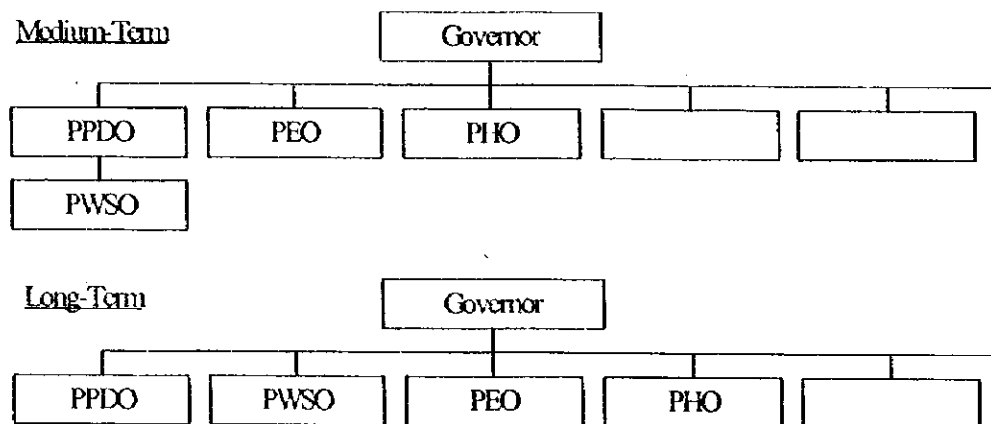 Medium-Term
Governor
PPDO PEO PHO
PWSO
Long-Term
Governor
PPDO PWSO PEO PHO